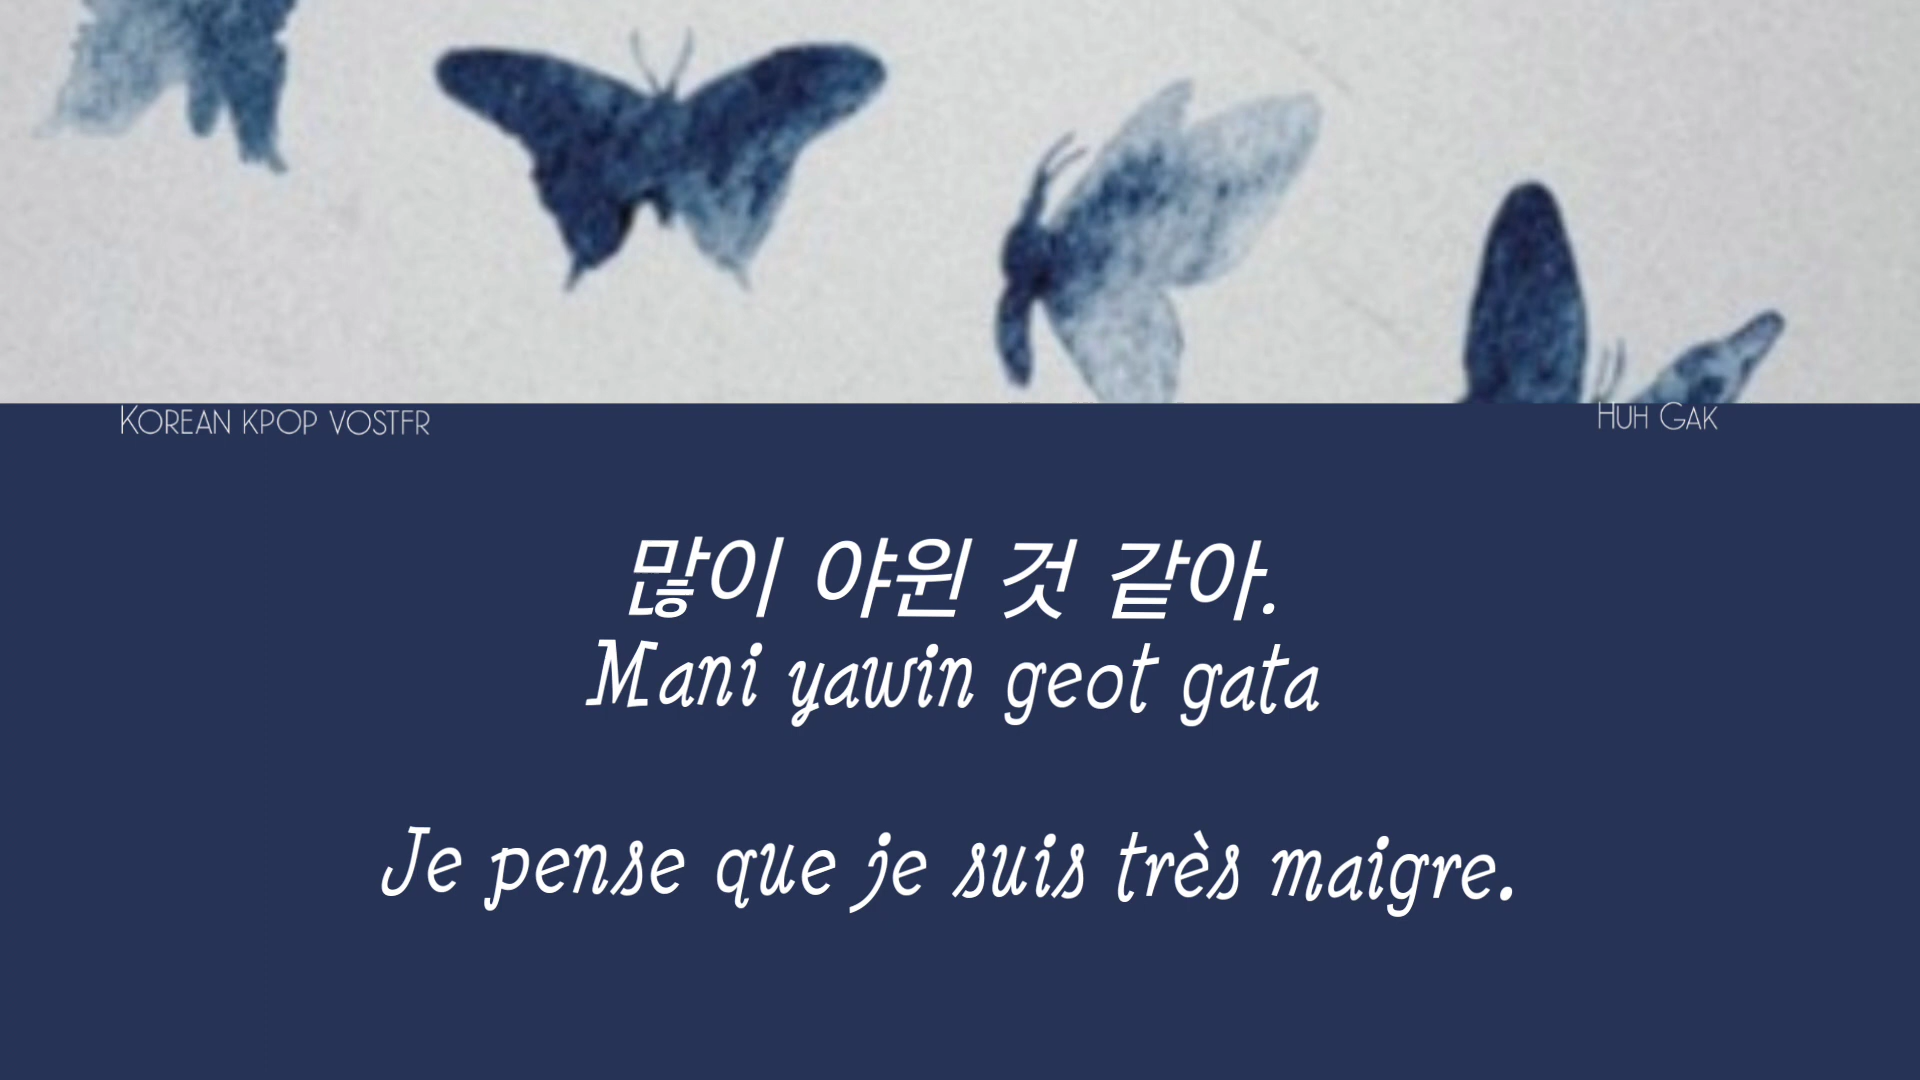 KOREAN KPOP VOSTFR
HUH GAK
많이 야윈 것 같아.
Mani yawin geot gata
Je pense que je suis très maigre.